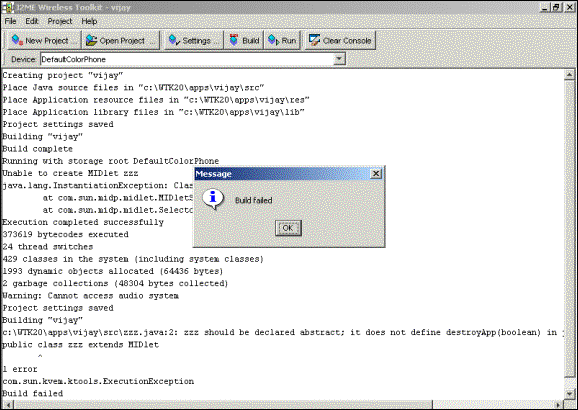 J2ME Wireless Toolkit - vijay
File Edit Project Help
New Project ... Open Project ... Settings ... Build Run Clear Console
Device: DefaultColorPhone
Creating project "vijay"
Place Java source files in "c:\WTK20\apps\vijay\src"
Place Application resource files in "c:\WTK20\apps\vijay\res"
Place Application library files in "c:\WTK20\apps\vijay\lib"
Project settings saved
Building "vijay"
Build complete
Running with storage root DefaultColorPhone
Unable to create MIDlet zzz
java.lang.InstantiationException: Clas
at com.sun.midp.midlet.MIDletS
at com.sun.midp.midlet.Selecto
Message
Build failed
OK
Execution completed successfully
373619 bytecodes executed
24 thread switches
429 classes in the system (including system classes)
1993 dynamic objects allocated (64436 bytes)
2 garbage collections (48304 bytes collected)
Warning: Cannot access audio system
Project settings saved
Building "vijay"
c:\WTK20\apps\vijay\src\zzz.java:2: zzz should be declared abstract; it does not define destroyApp(boolean) in
public class zzz extends MIDlet
^
1 error
com.sun.kvem.ktools.ExecutionException
Build failed